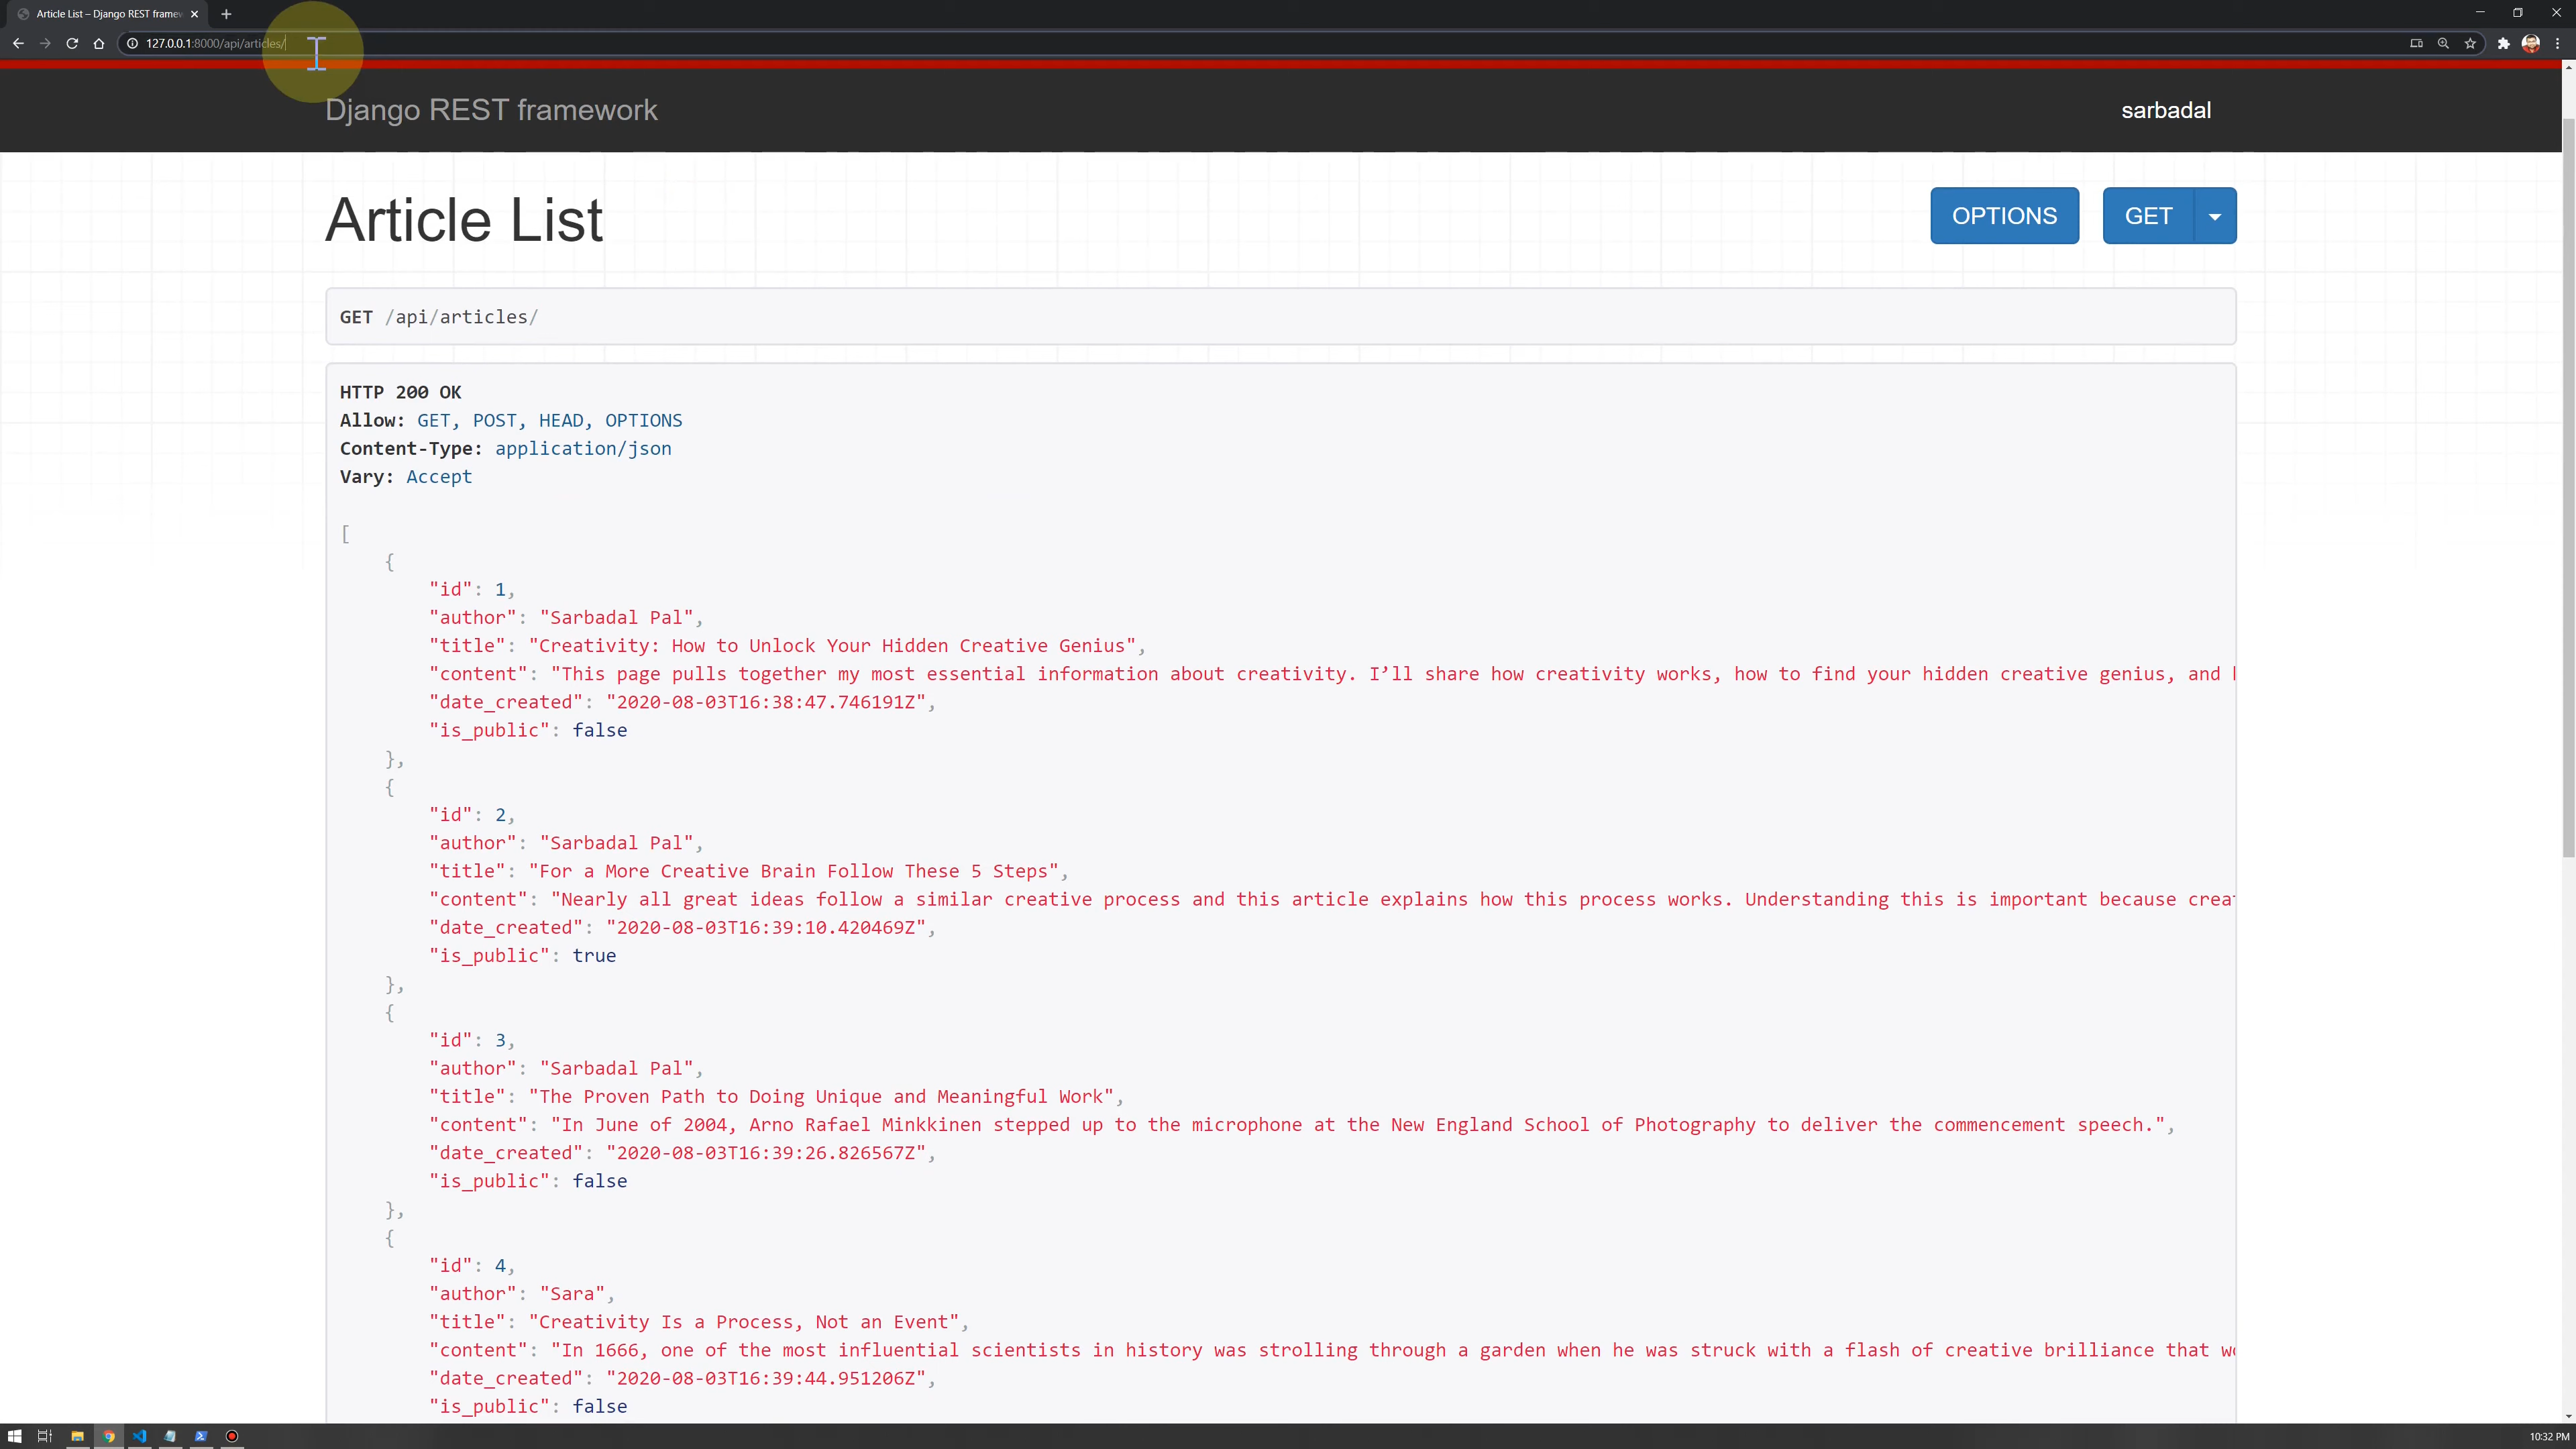 Article List – Django REST framew
127.0.0.1:8000/api/articles/
Django REST framework
sarbadal
Article List
OPTIONS
GET
GET /api/articles/
HTTP 200 OK
Allow: GET, POST, HEAD, OPTIONS
Content-Type: application/json
Vary: Accept
[
{
"id": 1,
"author": "Sarbadal Pal",
"title": "Creativity: How to Unlock Your Hidden Creative Genius",
"content": "This page pulls together my most essential information about creativity. I’ll share how creativity works, how to find your hidden creative genius, and
"date_created": "2020-08-03T16:38:47.746191Z",
"is_public": false
},
{
"id": 2,
"author": "Sarbadal Pal",
"title": "For a More Creative Brain Follow These 5 Steps",
"content": "Nearly all great ideas follow a similar creative process and this article explains how this process works. Understanding this is important because crea
"date_created": "2020-08-03T16:39:10.420469Z",
"is_public": true
},
{
"id": 3,
"author": "Sarbadal Pal",
"title": "The Proven Path to Doing Unique and Meaningful Work",
"content": "In June of 2004, Arno Rafael Minkkinen stepped up to the microphone at the New England School of Photography to deliver the commencement speech.",
"date_created": "2020-08-03T16:39:26.826567Z",
"is_public": false
},
{
"id": 4,
"author": "Sara",
"title": "Creativity Is a Process, Not an Event",
"content": "In 1666, one of the most influential scientists in history was strolling through a garden when he was struck with a flash of creative brilliance that
"date_created": "2020-08-03T16:39:44.951206Z",
"is_public": false
10:32 PM